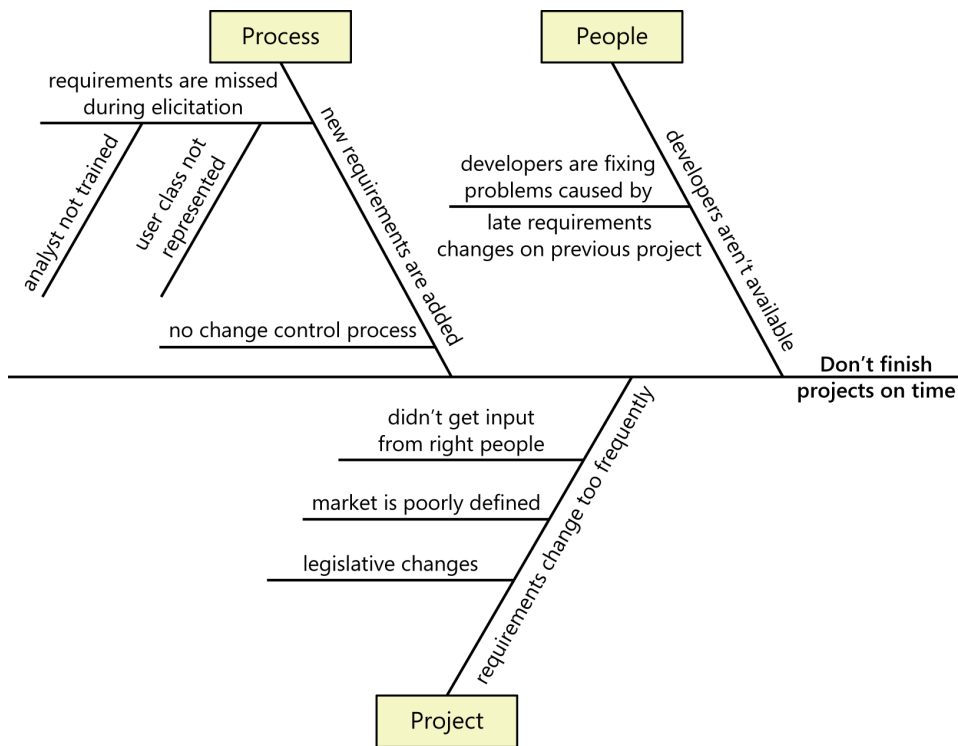 Process
People
requirements are missed
during elicitation
analyst not trained
user class not
represented
new requirements are added
no change control process
developers are fixing
problems caused by
late requirements
changes on previous project
developers aren’t available
Don’t finish
projects on time
didn’t get input
from right people
market is poorly defined
legislative changes
requirements change too frequently
Project